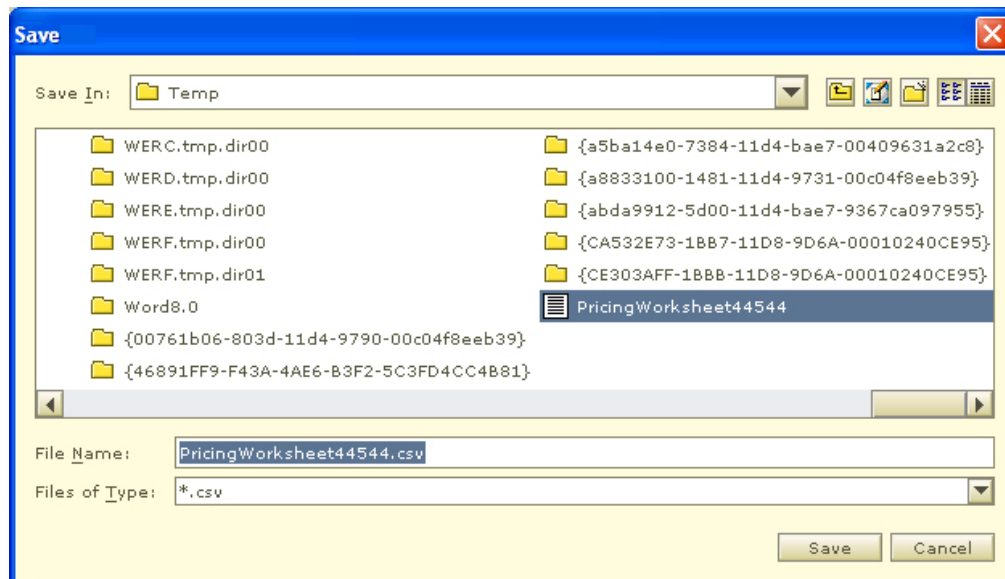 Save
Save In: Temp
WERC.tmp.dir00
WERD.tmp.dir00
WERE.tmp.dir00
WERF.tmp.dir00
WERF.tmp.dir01
Word8.0
{00761b06-803d-11d4-9790-00c04f8eeb39}
{46891FF9-F43A-4AE6-B3F2-5C3FD4CC4B81}
{a5ba14e0-7384-11d4-bae7-00409631a2c8}
{a8833100-1481-11d4-9731-00c04f8eeb39}
{abda9912-5d00-11d4-bae7-9367ca097955}
{CA532E73-1BB7-11D8-9D6A-00010240CE95}
{CE303AFF-1BBB-11D8-9D6A-00010240CE95}
PricingWorksheet44544
File Name: PricingWorksheet44544.csv
Files of Type: *.csv
Save Cancel